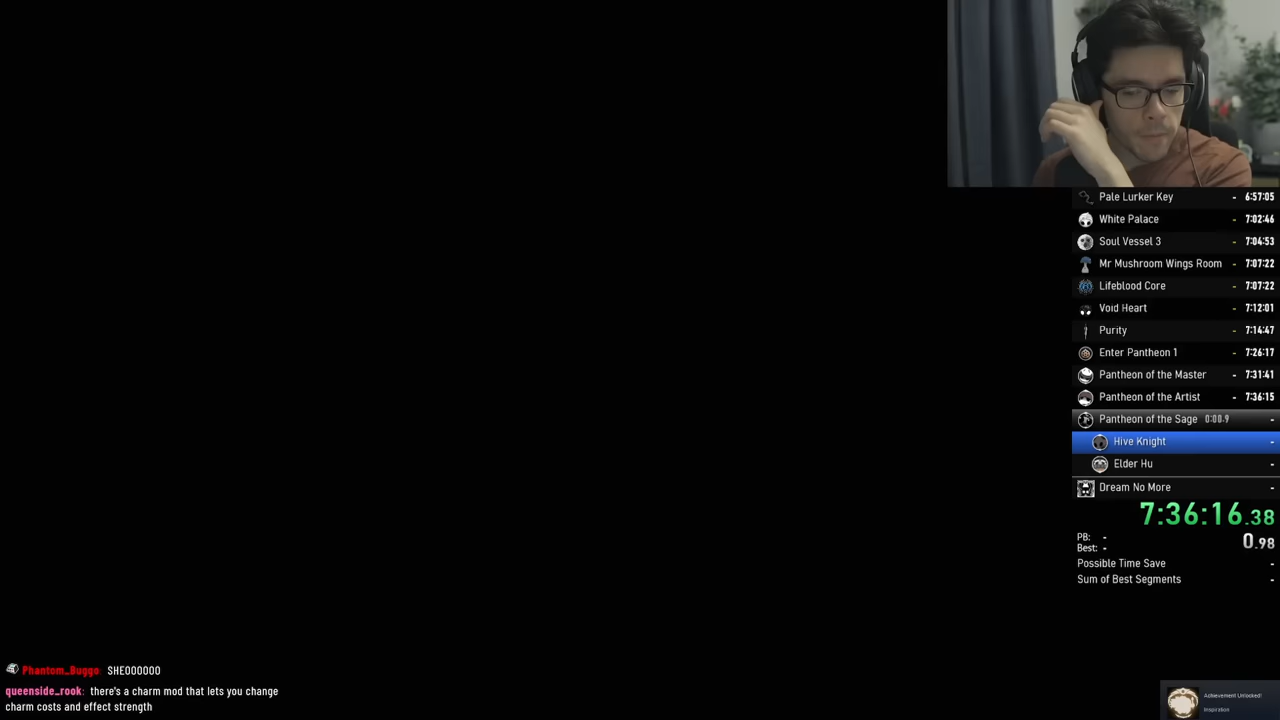 Pale Lurker Key - 6:57:05
White Palace - 7:02:46
Soul Vessel 3 - 7:04:53
Mr Mushroom Wings Room - 7:07:22
Lifeblood Core - 7:07:22
Void Heart - 7:12:01
Purity - 7:14:47
Enter Pantheon 1 - 7:26:17
Pantheon of the Master - 7:31:41
Pantheon of the Artist - 7:36:15
Pantheon of the Sage 0:00.9 -
Hive Knight -
Elder Hu -
Dream No More -
7:36:16.38
PB: -
0.98
Best: -
Possible Time Save -
Sum of Best Segments -
Phantom_Buggo SHEOOOOOO
queenside_rook: there's a charm mod that lets you change
charm costs and effect strength
Achievement Unlocked!
Inspiration